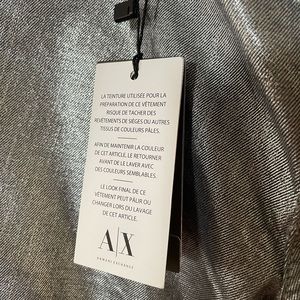 LA TEINTURE UTILISÉE POUR LA
PREPARATION DE CE VÊTEMENT
RISQUE DE TACHER DES
REVÊTEMENTS DE SIÈGES OU AUTRES
TISSUS DE COULEURS PÂLES.
AFIN DE MAINTENIR LA COULEUR
DE CET ARTICLE, LE RETOURNER
AVANT DE LE LAVER AVEC
DES COULEURS SEMBLABLES.
LE LOOK FINAL DE CE
VÊTEMENT PEUT PÂLIR OU
CHANGER LORS DU LAVAGE
DE CET ARTICLE.
A|X
ARMANI EXCHANGE